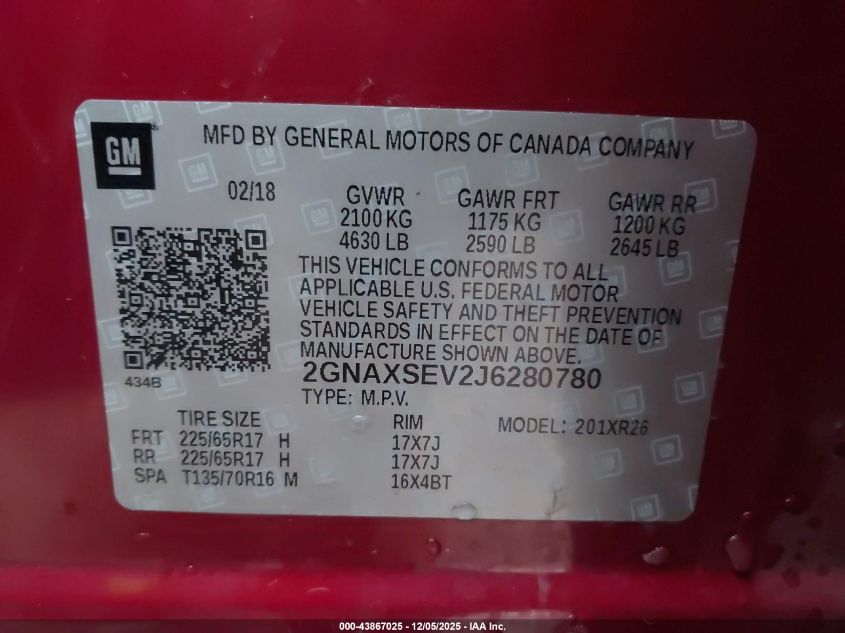 GM
MFD BY GENERAL MOTORS OF CANADA COMPANY
02/18 GVWR GAWR FRT GAWR RR
2100 KG 1175 KG 1200 KG
4630 LB 2590 LB 2645 LB
THIS VEHICLE CONFORMS TO ALL
APPLICABLE U.S. FEDERAL MOTOR
VEHICLE SAFETY AND THEFT PREVENTION
STANDARDS IN EFFECT ON THE DATE OF
MANUFACTURE SHOWN ABOVE.
434B
2GNAXSEV2J6280780
TYPE: M.P.V.
TIRE SIZE RIM MODEL: 201XR26
FRT 225/65R17 H 17X7J
RR 225/65R17 H 17X7J
SPA T135/70R16 M 16X4BT
000-43867025 - 12/05/2025 - IAA Inc.